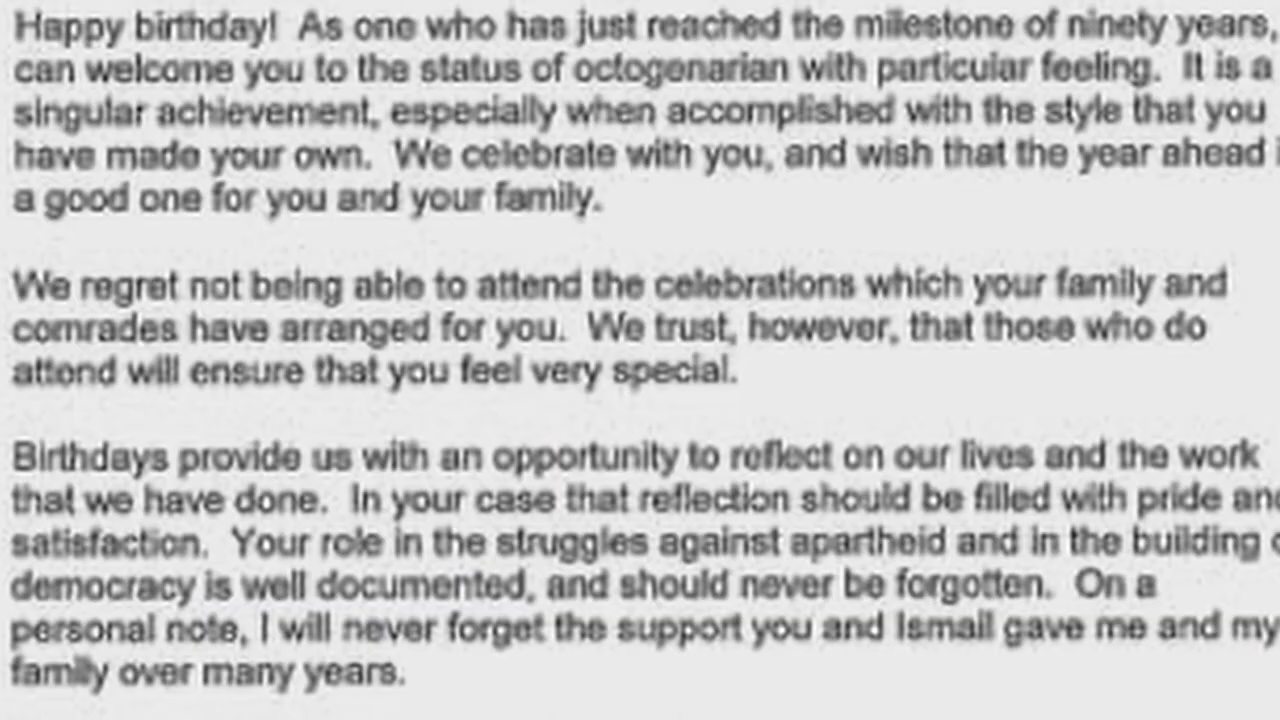 Happy birthday!  As one who has just reached the milestone of ninety years,
can welcome you to the status of octogenarian with particular feeling.  It is a
singular achievement, especially when accomplished with the style that you
have made your own.  We celebrate with you, and wish that the year ahead
a good one for you and your family.
We regret not being able to attend the celebrations which your family and
comrades have arranged for you.  We trust, however, that those who do
attend will ensure that you feel very special.
Birthdays provide us with an opportunity to reflect on our lives and the work
that we have done.  In your case that reflection should be filled with pride an
satisfaction.  Your role in the struggles against apartheid and in the building
democracy is well documented, and should never be forgotten.  On a
personal note, I will never forget the support you and Ismail gave me and my
family over many years.